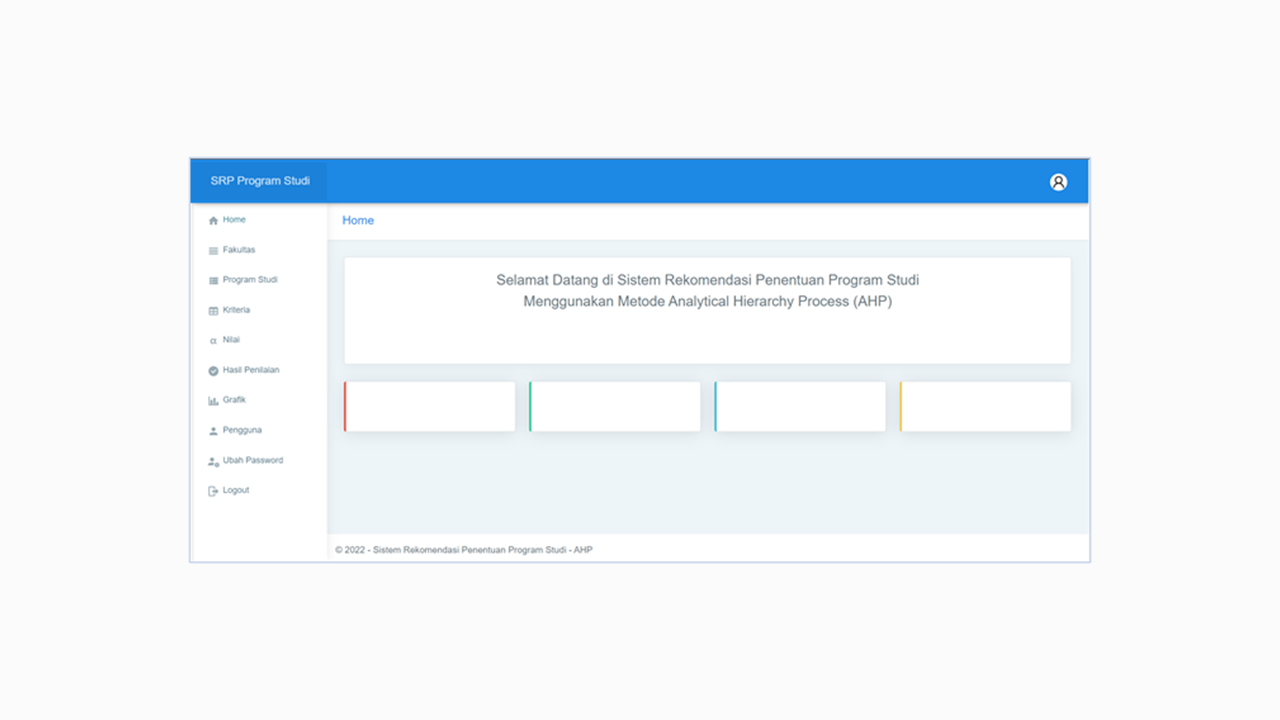 SRP Program Studi
Home
Fakultas
Program Studi
Kriteria
α Nilai
Hasil Penilaian
Grafik
Pengguna
Ubah Password
Logout
Home
Selamat Datang di Sistem Rekomendasi Penentuan Program Studi
Menggunakan Metode Analytical Hierarchy Process (AHP)
© 2022 - Sistem Rekomendasi Penentuan Program Studi - AHP